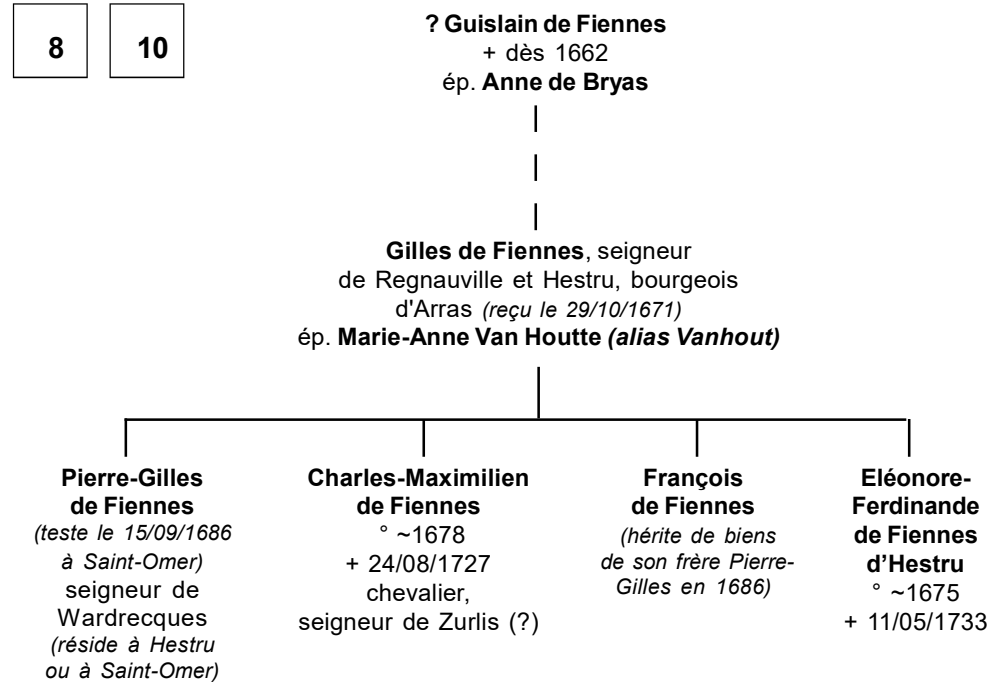 8 10
? Guislain de Fiennes
+ dès 1662
ép. Anne de Bryas
Gilles de Fiennes, seigneur
de Regnauville et Hestru, bourgeois
d'Arras (reçu le 29/10/1671)
ép. Marie-Anne Van Houtte (alias Vanhout)
Pierre-Gilles
de Fiennes
(teste le 15/09/1686
à Saint-Omer)
seigneur de
Wardrecques
(réside à Hestru
ou à Saint-Omer)
Charles-Maximilien
de Fiennes
° ~1678
+ 24/08/1727
chevalier,
seigneur de Zurlis (?)
François
de Fiennes
(hérite de biens
de son frère Pierre-
Gilles en 1686)
Eléonore-
Ferdinande
de Fiennes
d’Hestru
° ~1675
+ 11/05/1733